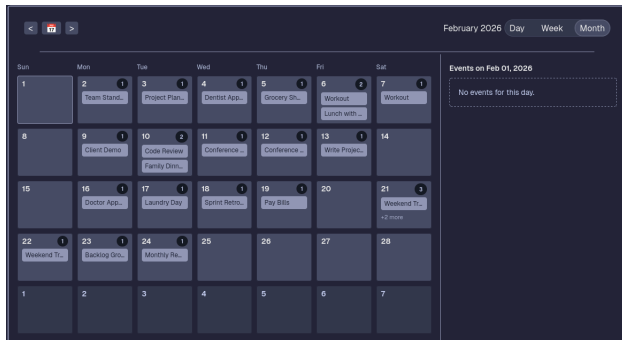 <
>
February 2026
Day
Week
Month
Sun
Mon
Tue
Wed
Thu
Fri
Sat
Events on Feb 01, 2026
No events for this day.
1
2 1
Team Stand...
3 1
Project Plan...
4 1
Dentist App...
5 1
Grocery Sh...
6 2
Workout
Lunch with ...
7 1
Workout
8
9 1
Client Demo
10 2
Code Review
Family Dinn...
11 1
Conference ...
12 1
Conference ...
13 1
Write Projec...
14
15
16 1
Doctor App...
17 1
Laundry Day
18 1
Sprint Retro...
19 1
Pay Bills
20
21 3
Weekend Tr...
+2 more
22 1
Weekend Tr...
23 1
Backlog Gro...
24 1
Monthly Re...
25
26
27
28
1
2
3
4
5
6
7